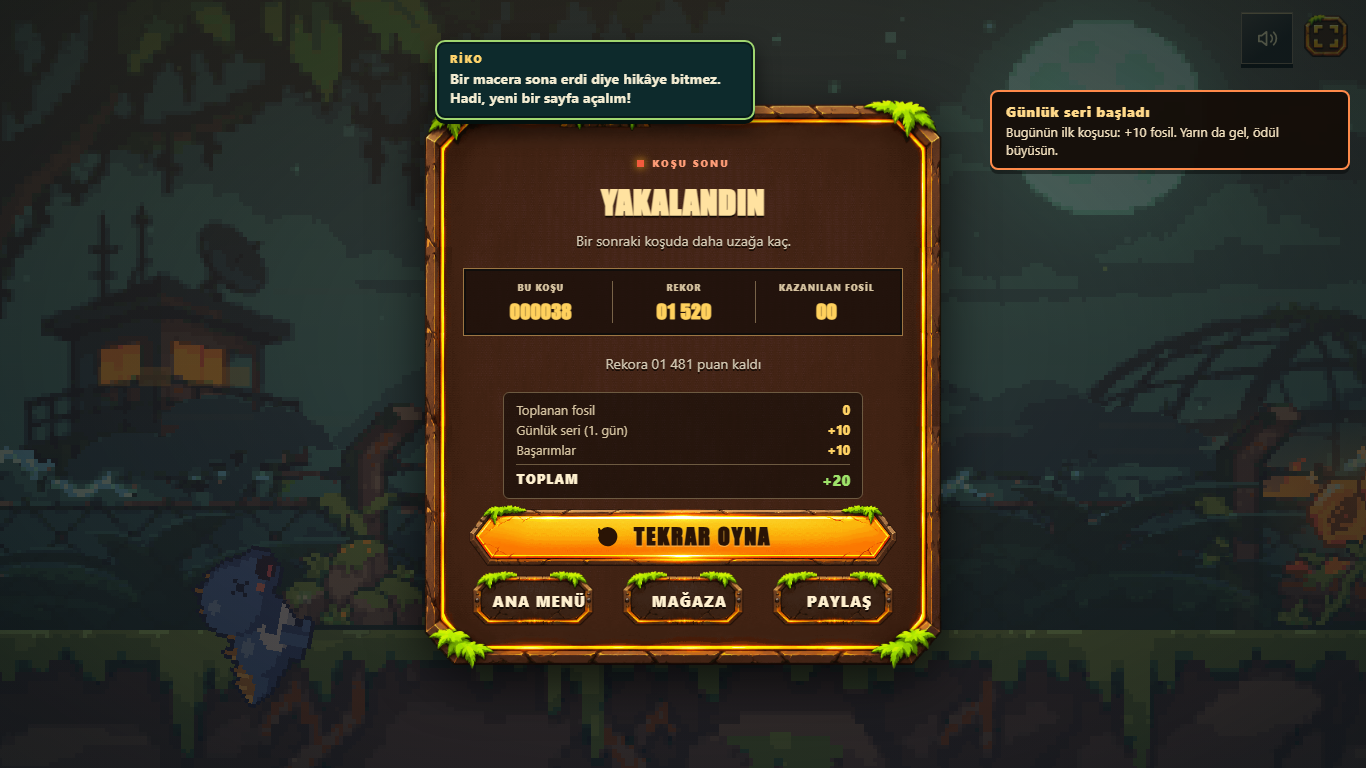 RİKO
Bir macera sona erdi diye hikâye bitmez.
Hadi, yeni bir sayfa açalım!
Günlük seri başladı
Bugünün ilk koşusu: +10 fosil. Yarın da gel, ödül
büyüsün.
KOŞU SONU
YAKALANDIN
Bir sonraki koşuda daha uzağa kaç.
BU KOŞU REKOR KAZANILAN FOSİL
000038 01 520 00
Rekora 01 481 puan kaldı
Toplanan fosil 0
Günlük seri (1. gün) +10
Başarımlar +10
TOPLAM +20
TEKRAR OYNA
ANA MENÜ MAĞAZA PAYLAŞ